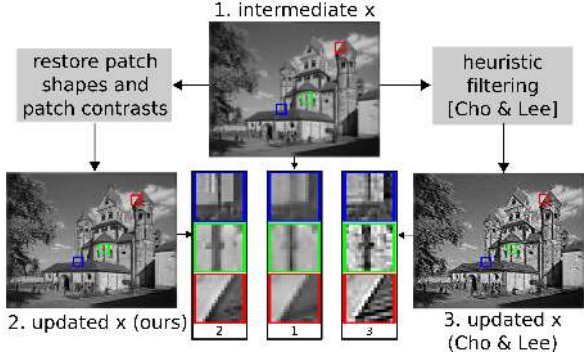 1. intermediate x
restore patch
shapes and
patch contrasts
heuristic
filtering
[Cho & Lee]
2. updated x (ours)
2
1
3
3. updated x
(Cho & Lee)